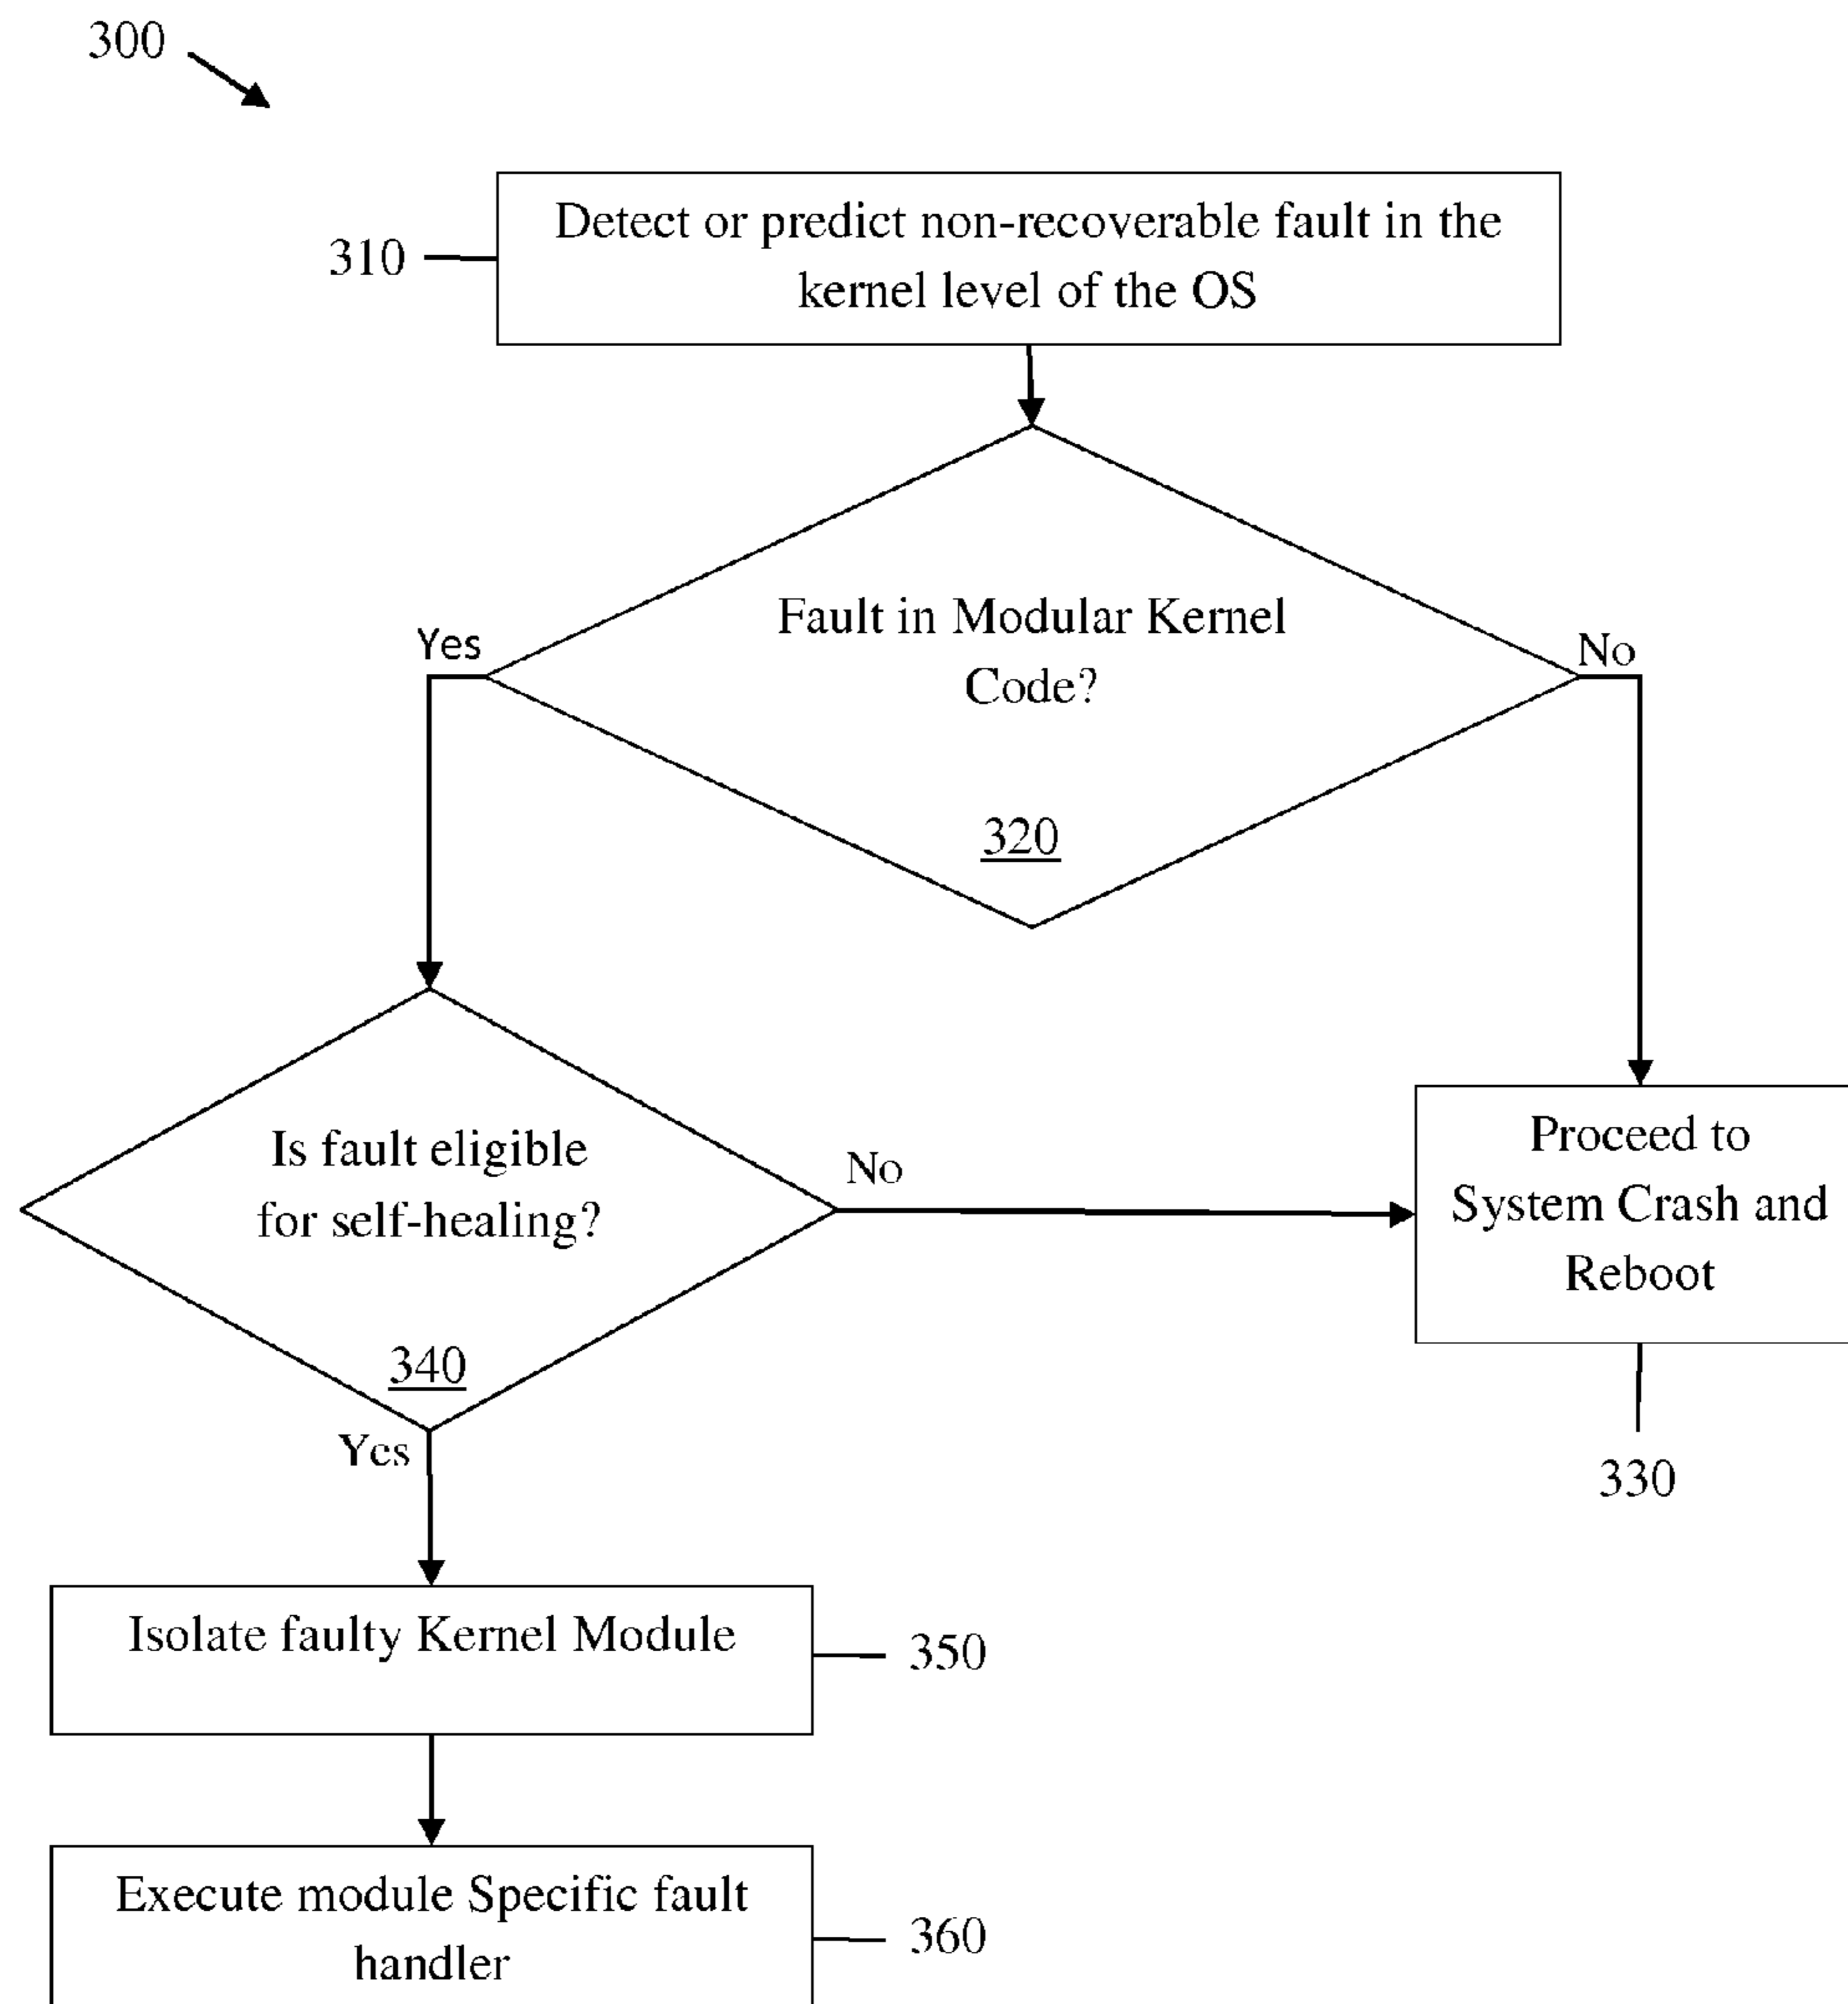 300
Detect or predict non-recoverable fault in the
kernel level of the OS
310
Fault in Modular Kernel
Code?
320
Yes
No
Is fault eligible
for self-healing?
340
No
Yes
Proceed to
System Crash and
Reboot
330
Isolate faulty Kernel Module
350
Execute module Specific fault
handler
360